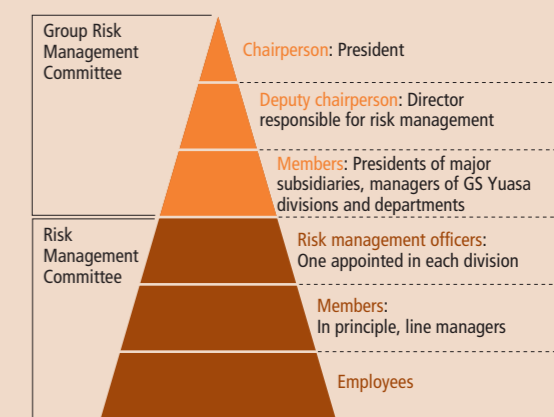 Group Risk
Management
Committee
Chairperson: President
Deputy chairperson: Director
responsible for risk management
Members: Presidents of major
subsidiaries, managers of GS Yuasa
divisions and departments
Risk
Management
Committee
Risk management officers:
One appointed in each division
Members:
In principle, line managers
Employees